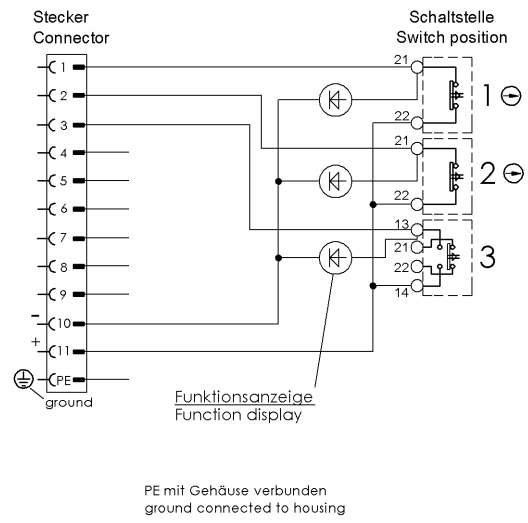 Stecker
Connector
Schaltstelle
Switch position
1
2
3
4
5
6
7
8
9
- 10
+ 11
PE
ground
21
22
1
21
22
2
13
21
22
14
3
Funktionsanzeige
Function display
PE mit Gehäuse verbunden
ground connected to housing